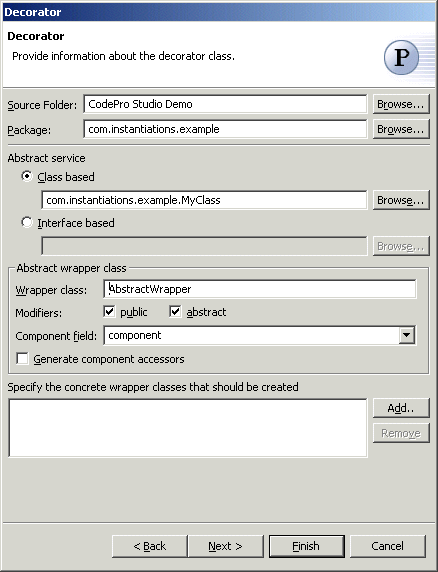 Decorator
Decorator
Provide information about the decorator class.
P
Source Folder: CodePro Studio Demo Browse...
Package: com.instantiations.example Browse...
Abstract service
Class based
com.instantiations.example.MyClass Browse...
Interface based
Browse...
Abstract wrapper class
Wrapper class: AbstractWrapper
Modifiers: public abstract
Component field: component
Generate component accessors
Specify the concrete wrapper classes that should be created
Add..
Remove
< Back Next > Finish Cancel